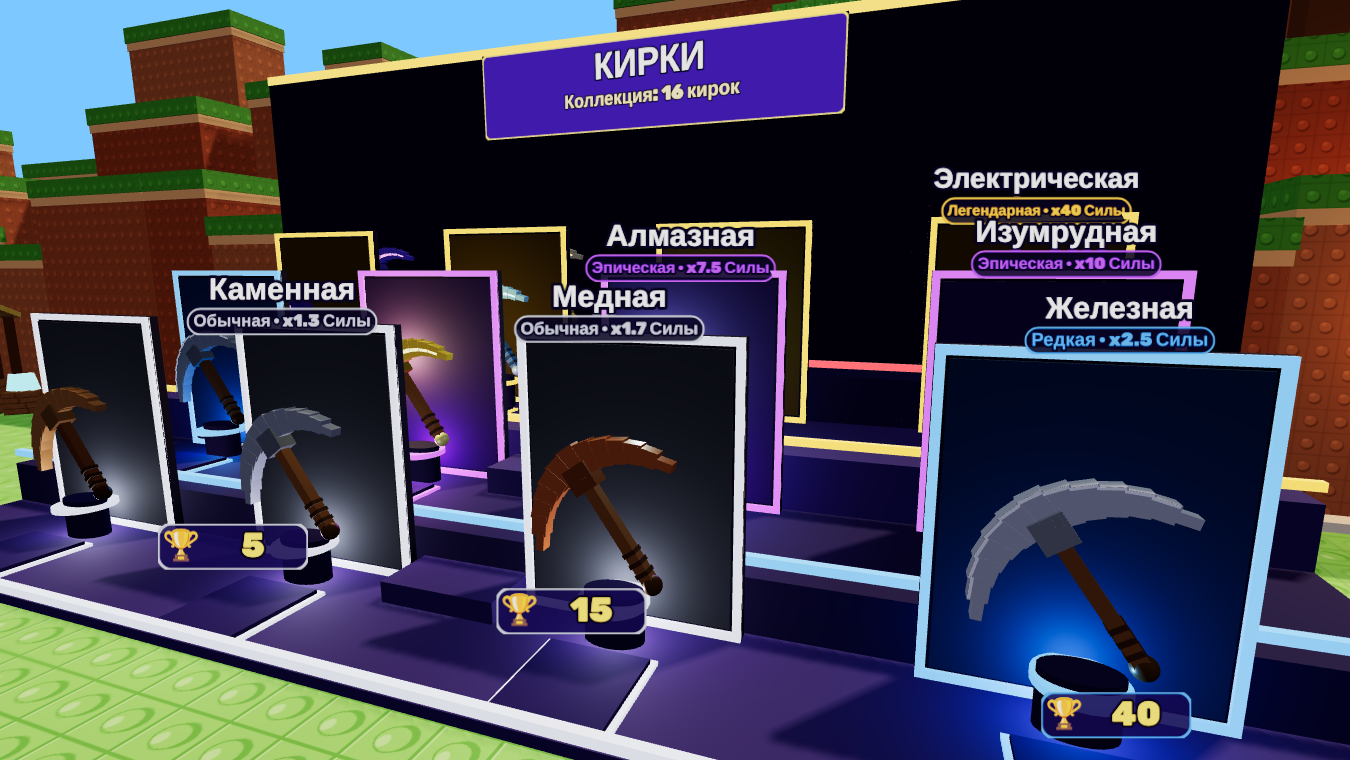 КИРКИ
Коллекция: 16 кирок
Электрическая
Легендарная • x40 Силы
Алмазная
Эпическая • x7.5 Силы
Изумрудная
Эпическая • x10 Силы
Каменная
Обычная • x1.3 Силы
Медная
Обычная • x1.7 Силы
Железная
Редкая • x2.5 Силы
5
15
40